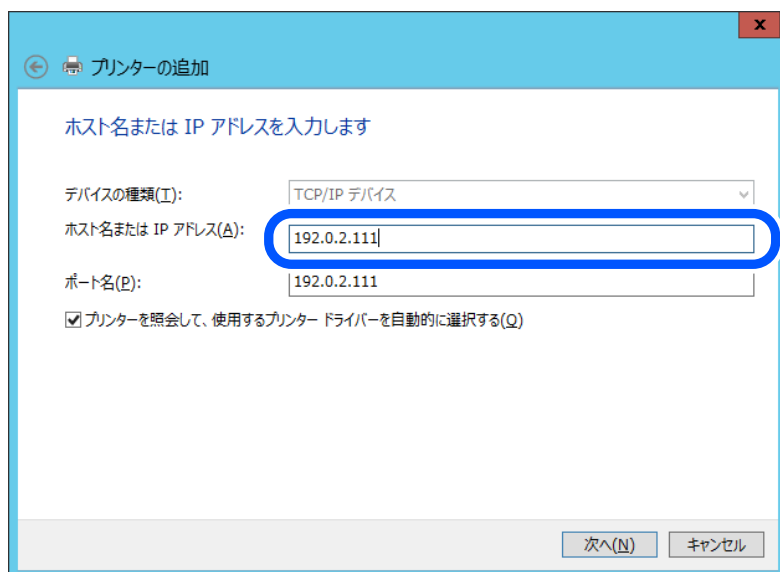 x
プリンターの追加
ホスト名または IP アドレスを入力します
デバイスの種類(T): TCP/IP デバイス
ホスト名または IP アドレス(A): 192.0.2.111
ポート名(P): 192.0.2.111
プリンターを照会して、使用するプリンター ドライバーを自動的に選択する(Q)
次へ(N) キャンセル